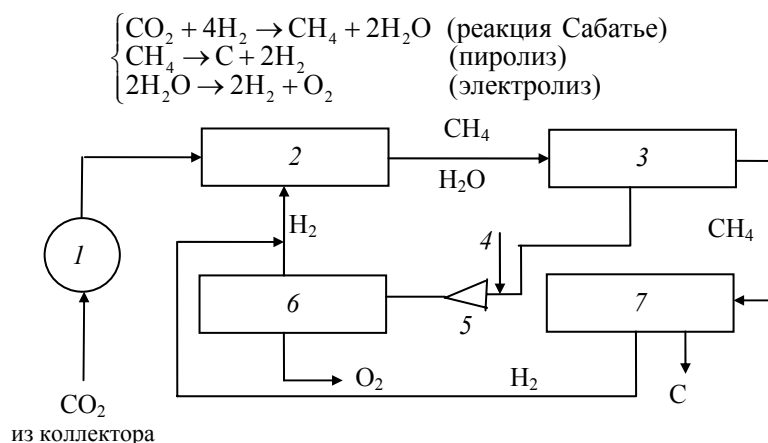 CO₂ + 4H₂ → CH₄ + 2H₂O (реакция Сабатье)
CH₄ → C + 2H₂ (пиролиз)
2H₂O → 2H₂ + O₂ (электролиз)
CH₄
2
3
H₂O
H₂
4
CH₄
1
6
5
7
O₂
H₂
C
CO₂
из коллектора